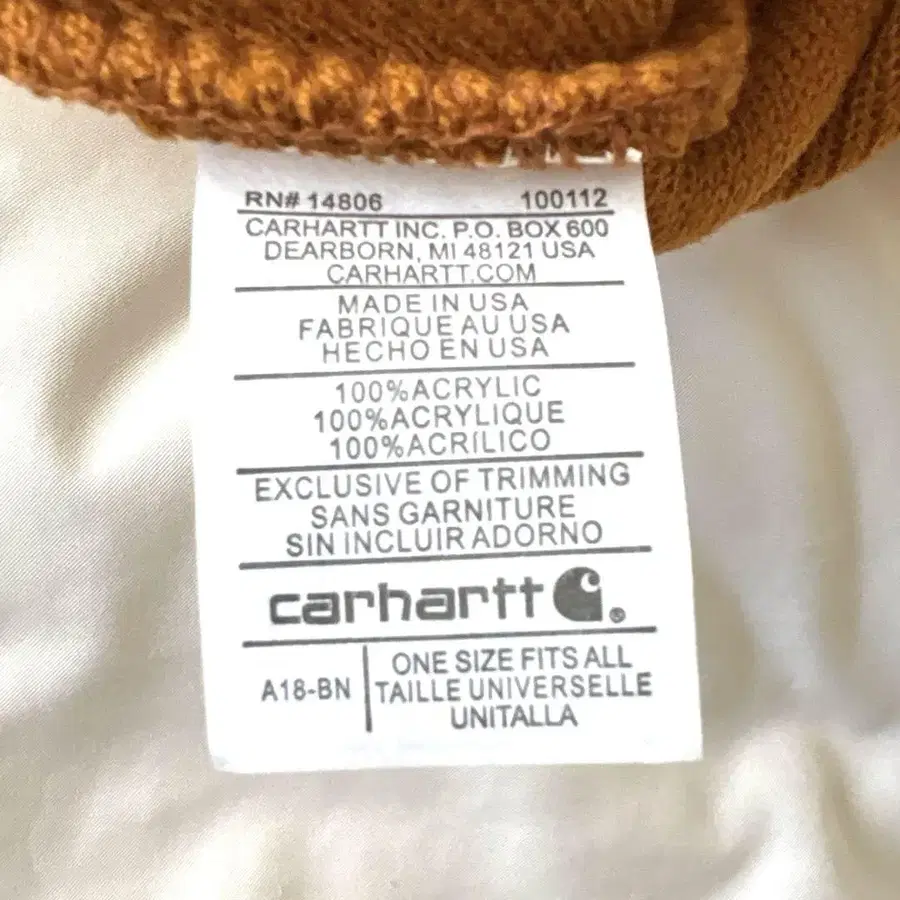 RN# 14806 100112
CARHARTT INC. P.O. BOX 600
DEARBORN, MI 48121 USA
CARHARTT.COM
MADE IN USA
FABRIQUE AU USA
HECHO EN USA
100% ACRYLIC
100% ACRYLIQUE
100% ACRÍLICO
EXCLUSIVE OF TRIMMING
SANS GARNITURE
SIN INCLUIR ADORNO
carhartt ®
A18-BN
ONE SIZE FITS ALL
TAILLE UNIVERSELLE
UNITALLA